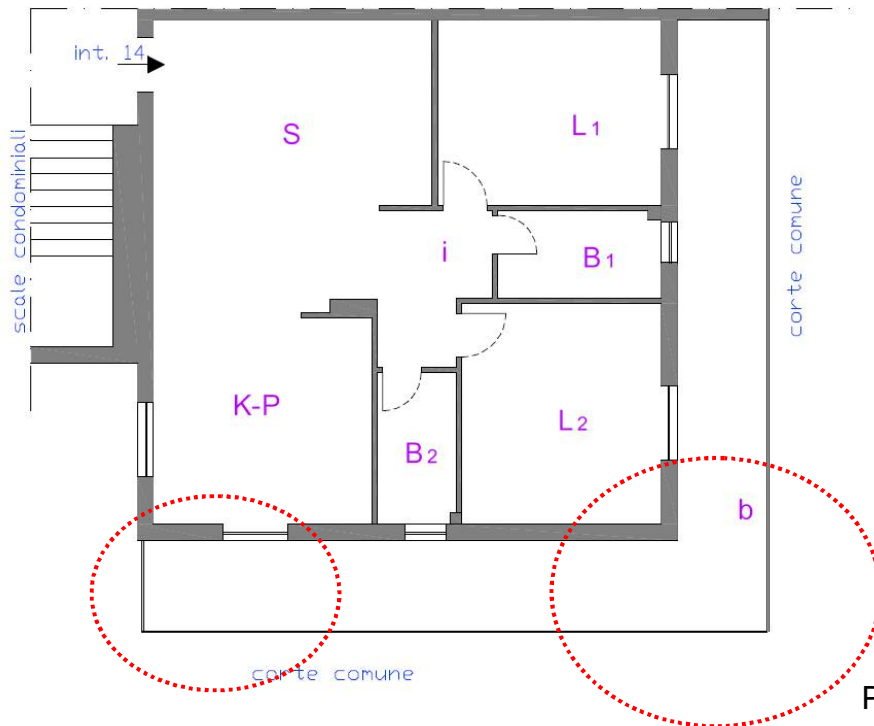 int. 14
S
L1
scale condominiali
corte comune
i
B1
K-P
L2
B2
b
corte comune